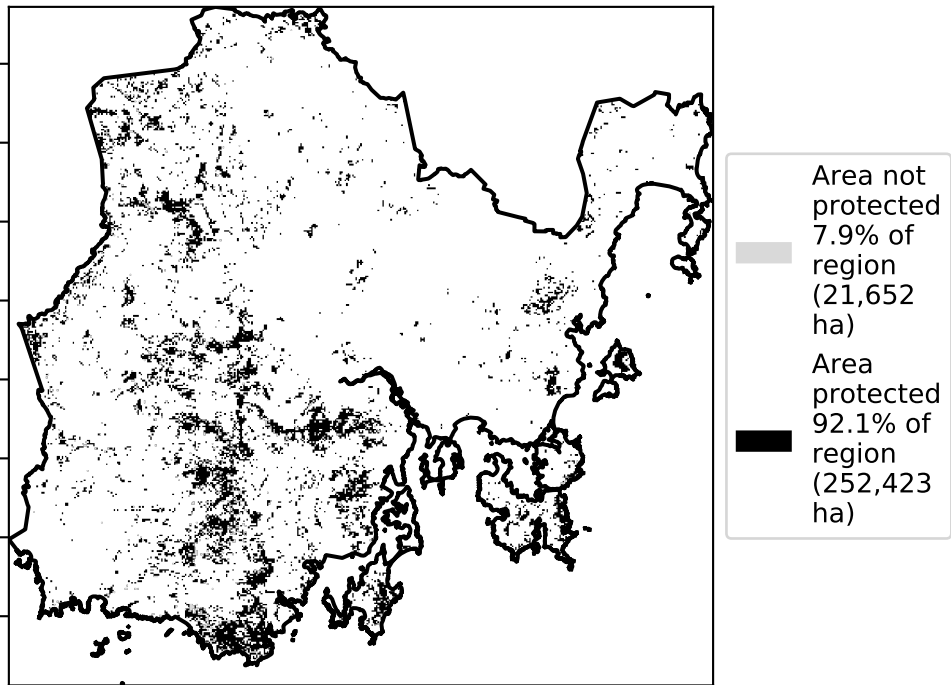 Area not
protected
7.9% of
region
(21,652
ha)
Area
protected
92.1% of
region
(252,423
ha)